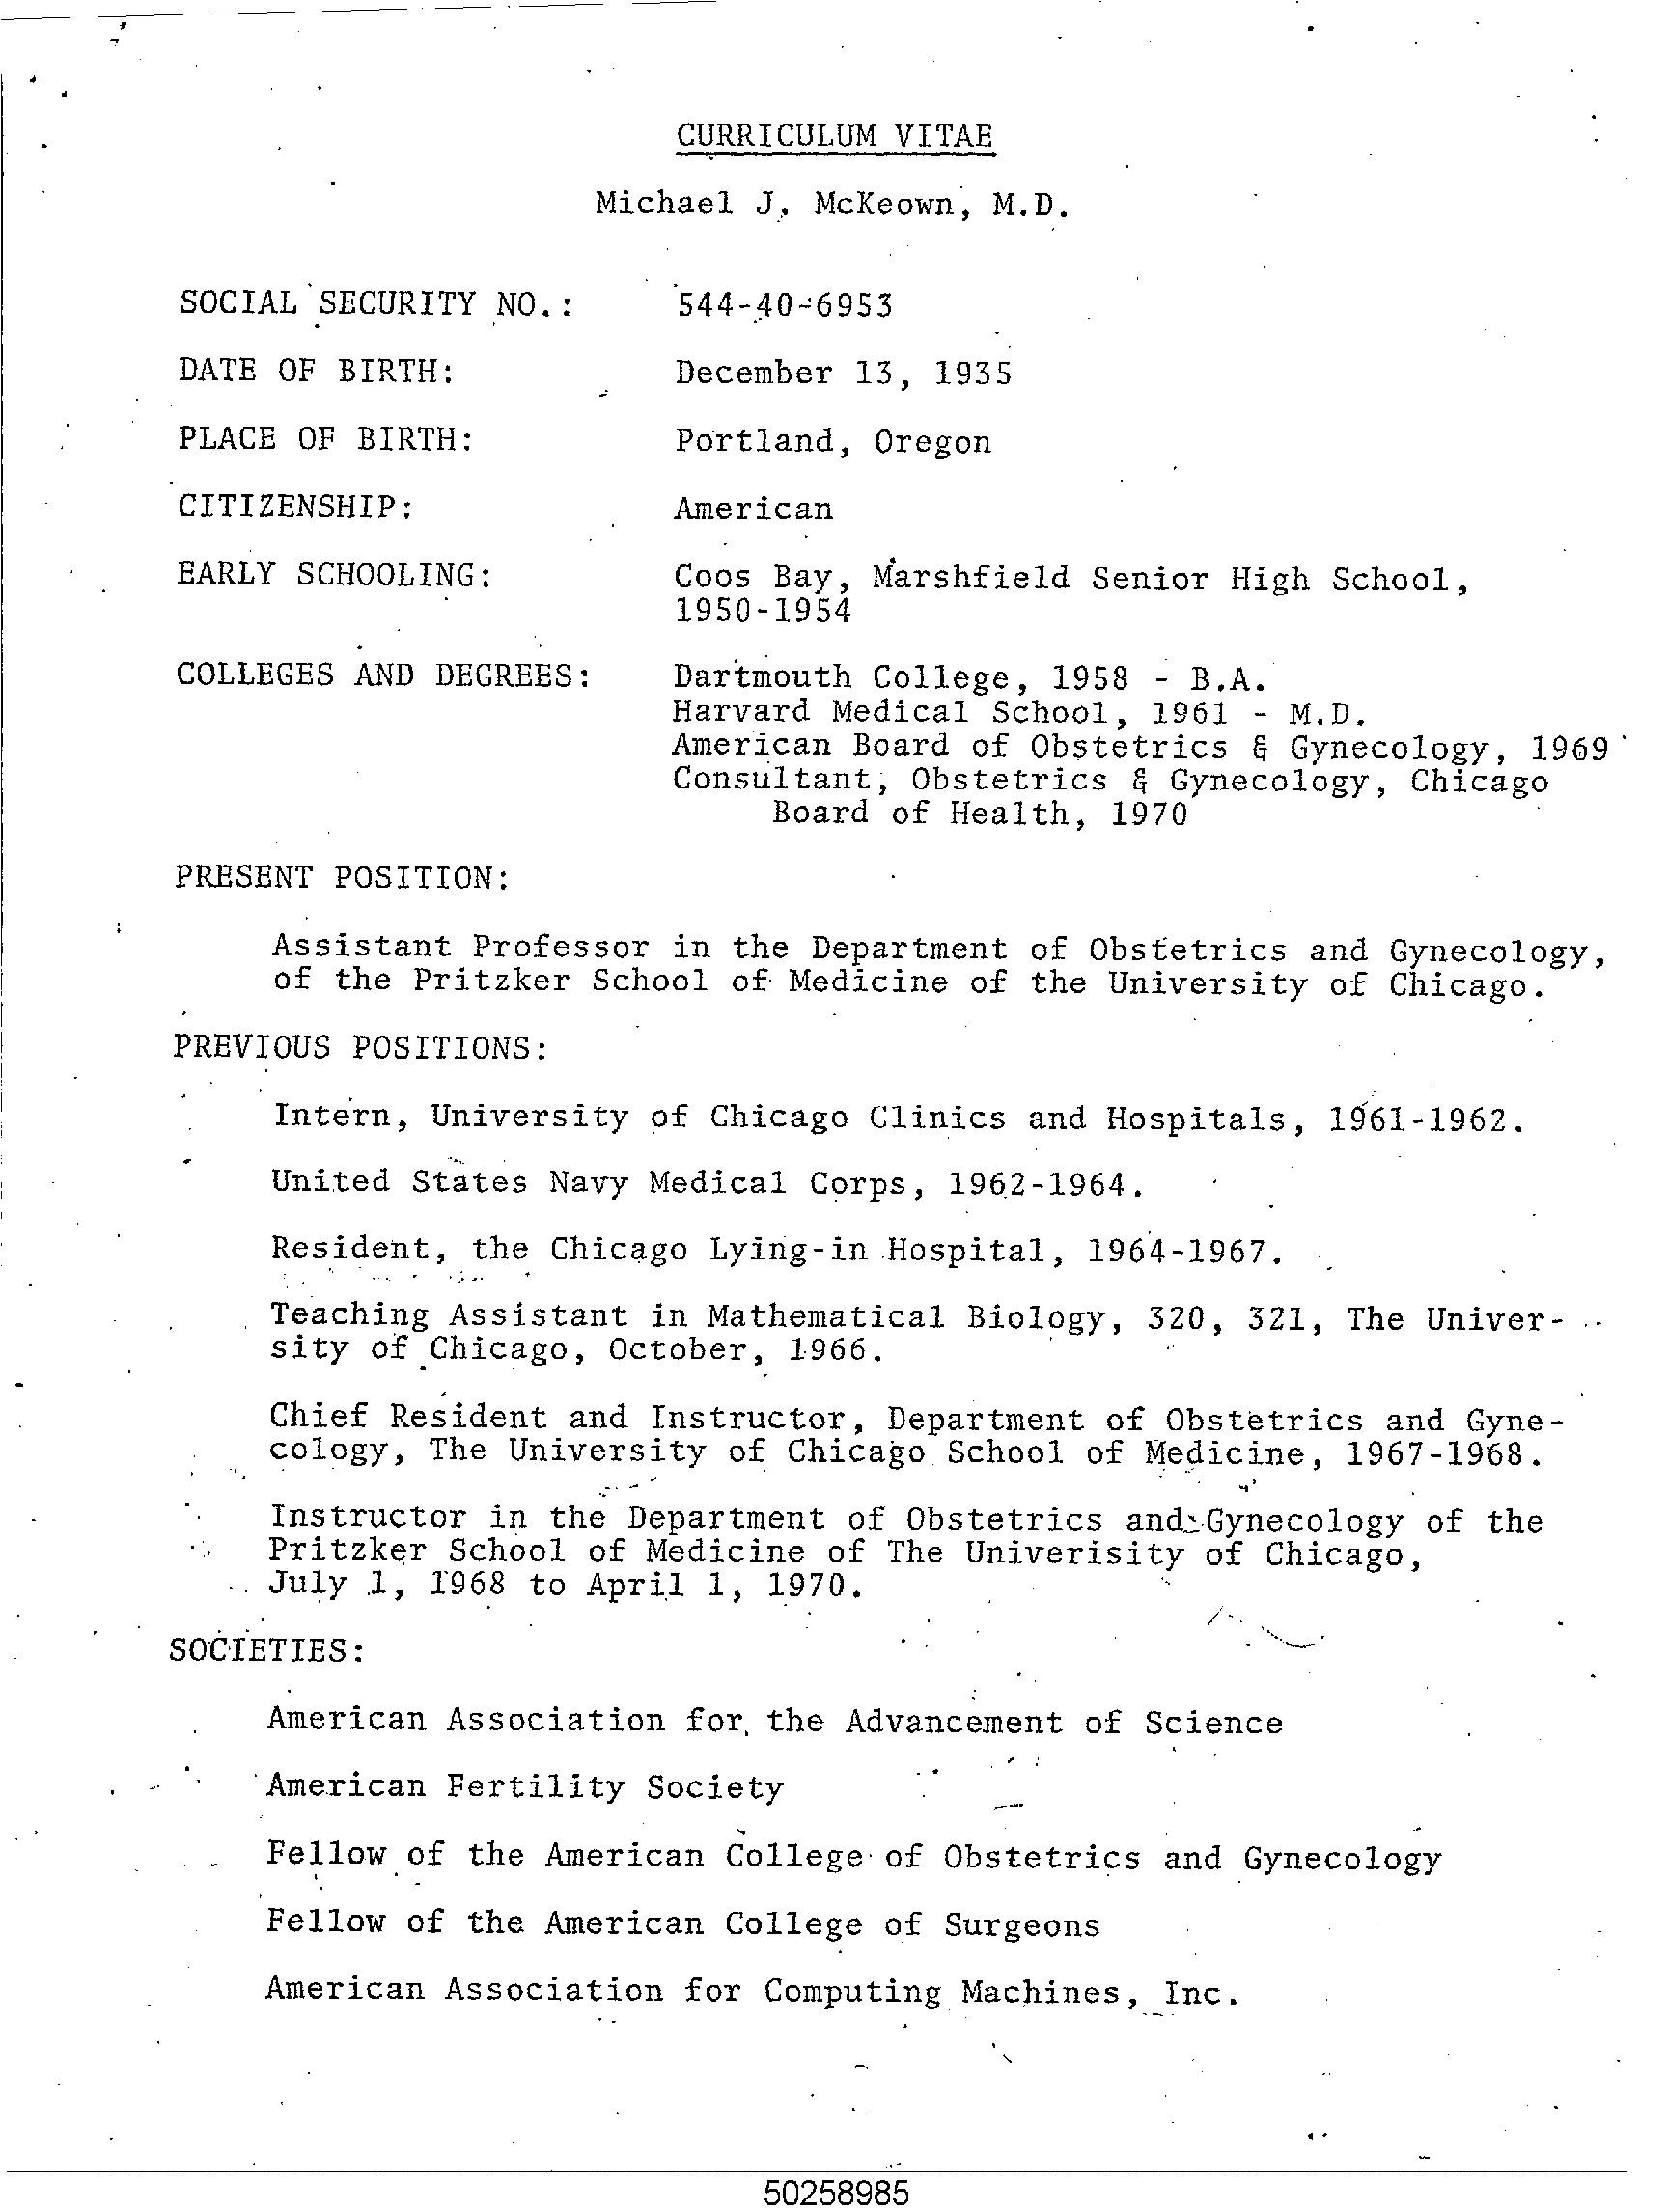 CURRICULUM VITAE
Michael J. McKeown, M.D.
SOCIAL SECURITY NO.: 544-40-6953
DATE OF BIRTH: December 13, 1935
PLACE OF BIRTH: Portland, Oregon
CITIZENSHIP: American
EARLY SCHOOLING: Coos Bay, Marshfield Senior High School,
1950-1954
COLLEGES AND DEGREES: Dartmouth College, 1958 - B.A.
Harvard Medical School, 1961 - M.D.
American Board of Obstetrics & Gynecology, 1969
Consultant, Obstetrics & Gynecology, Chicago
Board of Health, 1970
PRESENT POSITION:
Assistant Professor in the Department of Obstetrics and Gynecology,
of the Pritzker School of Medicine of the University of Chicago.
PREVIOUS POSITIONS:
Intern, University of Chicago Clinics and Hospitals, 1961-1962.
United States Navy Medical Corps, 1962-1964.
Resident, the Chicago Lying-in Hospital, 1964-1967.
Teaching Assistant in Mathematical Biology, 320, 321, The Univer-
sity of Chicago, October, 1966.
Chief Resident and Instructor, Department of Obstetrics and Gyne-
cology, The University of Chicago School of Medicine, 1967-1968.
Instructor in the Department of Obstetrics and Gynecology of the
Pritzker School of Medicine of The Univerisity of Chicago,
July 1, 1968 to April 1, 1970.
SOCIETIES:
American Association for the Advancement of Science
American Fertility Society
Fellow of the American College of Obstetrics and Gynecology
Fellow of the American College of Surgeons
American Association for Computing Machines, Inc.
50258985